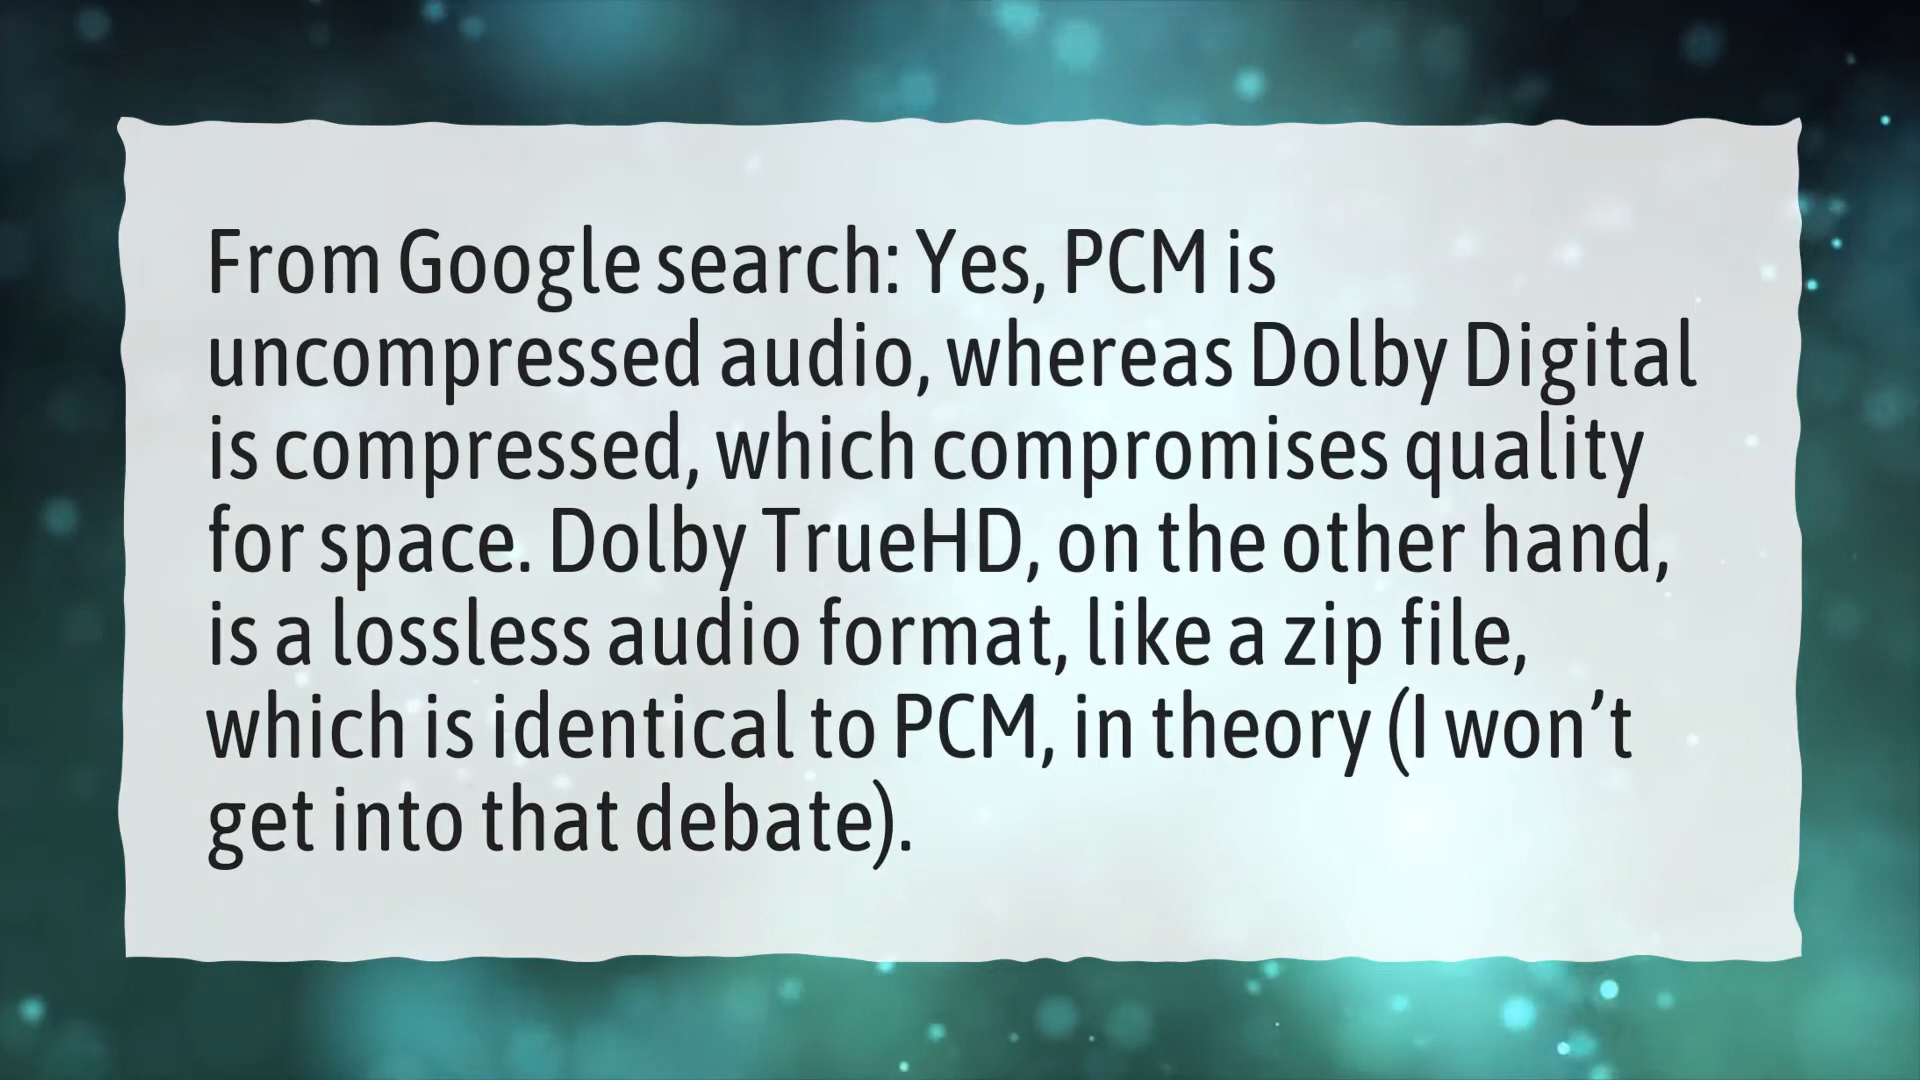 From Google search: Yes, PCM is
uncompressed audio, whereas Dolby Digital
is compressed, which compromises quality
for space. Dolby TrueHD, on the other hand,
is a lossless audio format, like a zip file,
which is identical to PCM, in theory (I won’t
get into that debate).